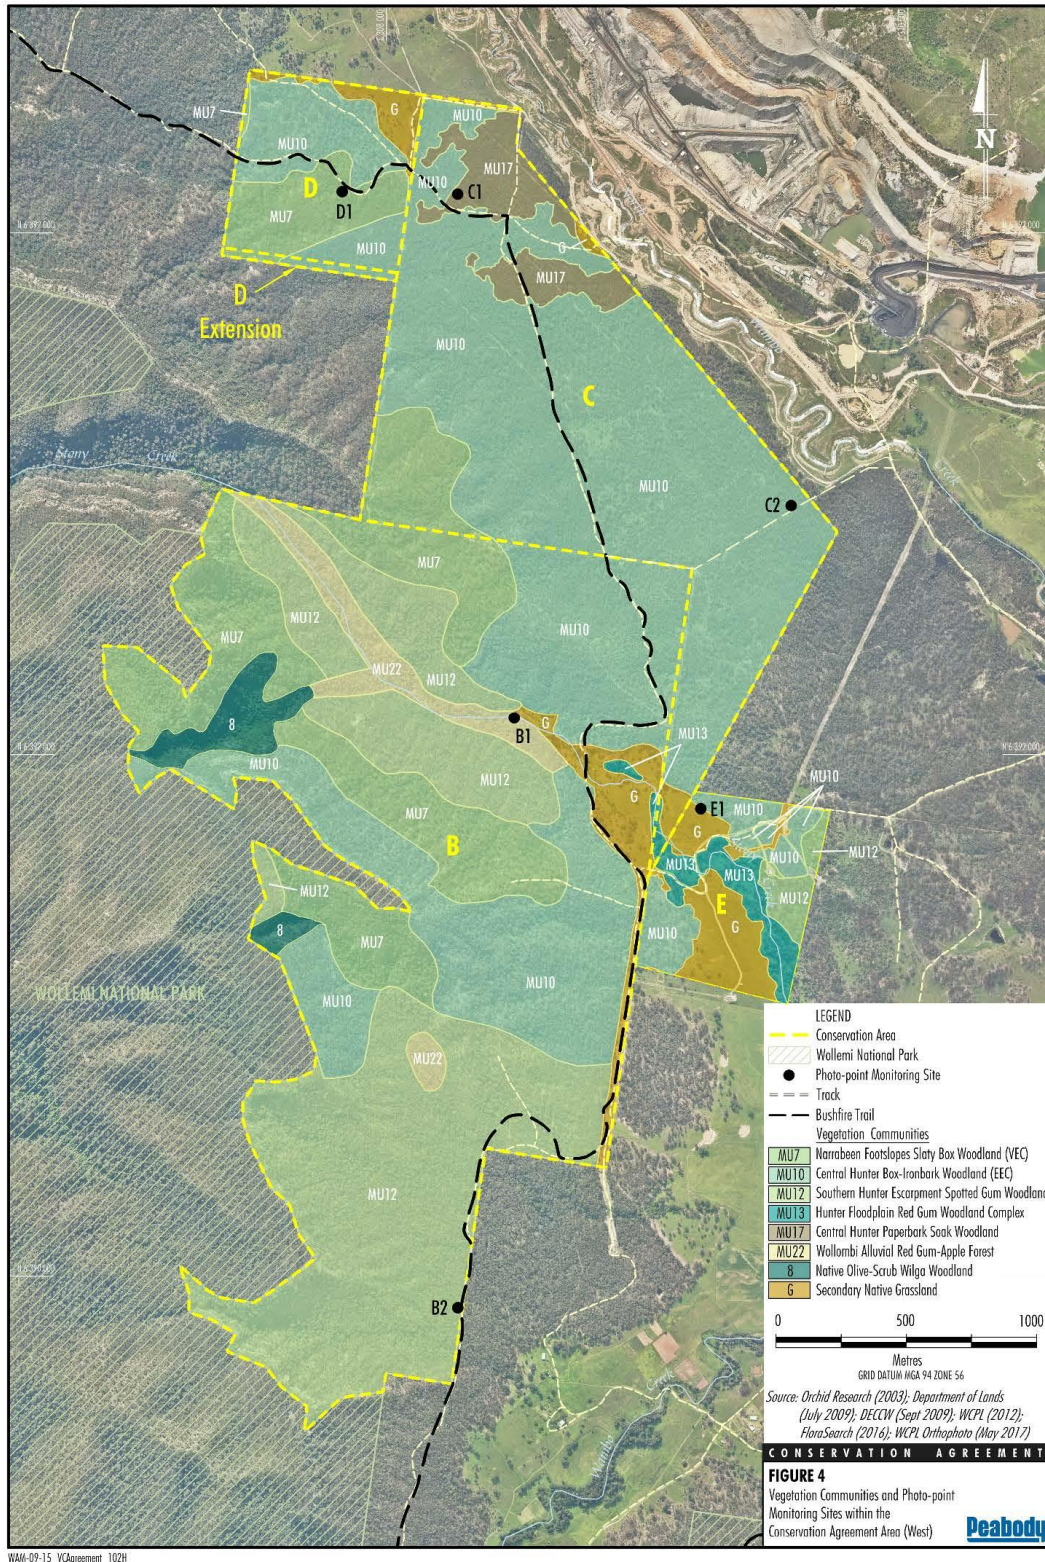 MU7
MU10
G
MU10
MU17
N
MU10
C1
D
D1
MU7
MU10
N 6 392 000
G
MU17
D
Extension
MU10
C
Stony Creek
MU10
C2
MU7
MU12
MU10
MU7
MU22
MU12
8
G
B1
MU13
MU10
MU12
N 6 392 000
MU10
G
E1
MU10
G
MU7
B
MU10
MU12
MU13
MU13
MU12
MU12
E
8
MU7
MU10
G
WOLLEMI NATIONAL PARK
MU10
MU10
MU22
MU12
B2
LEGEND
Conservation Area
Wollemi National Park
Photo-point Monitoring Site
Track
Bushfire Trail
Vegetation Communities
MU7 Narrabeen Footslopes Slaty Box Woodland (VEC)
MU10 Central Hunter Box-Ironbark Woodland (EEC)
MU12 Southern Hunter Escarpment Spotted Gum Woodland
MU13 Hunter Floodplain Red Gum Woodland Complex
MU17 Central Hunter Paperbark Soak Woodland
MU22 Wollombi Alluvial Red Gum-Apple Forest
8 Native Olive-Scrub Wilga Woodland
G Secondary Native Grassland
0 500 1000
Metres
GRID DATUM MGA 94 ZONE 56
Source: Orchid Research (2003); Department of Lands
(July 2009); DECCW (Sept 2009); WCPL (2012);
FloraSearch (2016); WCPL Orthophoto (May 2017)
CONSERVATION AGREEMENT
FIGURE 4
Vegetation Communities and Photo-point
Monitoring Sites within the
Conservation Agreement Area (West)
Peabody
WAM-09-15 VCAgreement 102H